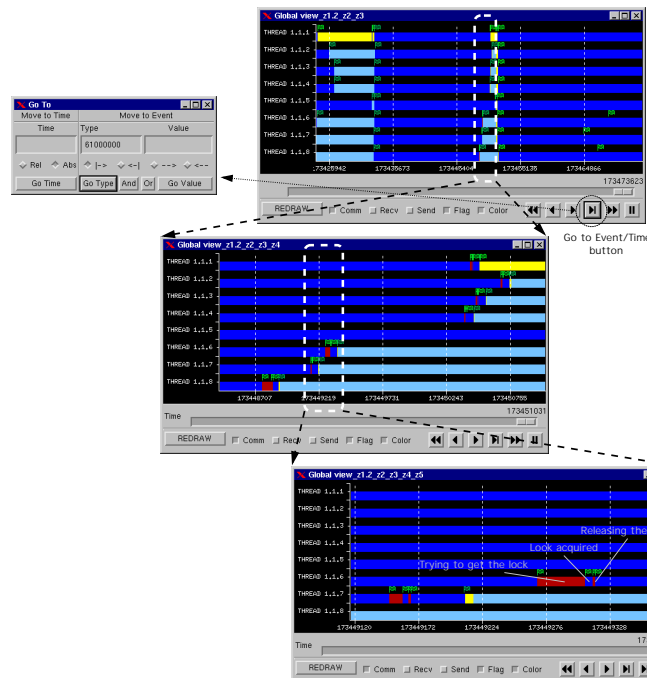 Global view_z1.2_z2_z3
THREAD 1.1.1
THREAD 1.1.2
THREAD 1.1.3
THREAD 1.1.4
THREAD 1.1.5
THREAD 1.1.6
THREAD 1.1.7
THREAD 1.1.8
173425942 173435673 173445404 173455135 173464866
173473623
REDRAW Comm Recv Send Flag Color
Go to Event/Time
button
Go To
Move to Time Move to Event
Time Type Value
61000000
Rel Abs |-> <-| --> <--
Go Time Go Type And Or Go Value
Global view_z1.2_z2_z3_z4
THREAD 1.1.1
THREAD 1.1.2
THREAD 1.1.3
THREAD 1.1.4
THREAD 1.1.5
THREAD 1.1.6
THREAD 1.1.7
THREAD 1.1.8
173448707 173449219 173449731 173450243 173450755
Time 173451031
REDRAW Comm Recv Send Flag Color
Global view_z1.2_z2_z3_z4_z5
THREAD 1.1.1
THREAD 1.1.2
THREAD 1.1.3
THREAD 1.1.4
Releasing the
THREAD 1.1.5
Look acquired
Trying to get the lock
THREAD 1.1.6
THREAD 1.1.7
THREAD 1.1.8
173449120 173449172 173449224 173449276 173449328
Time 17
REDRAW Comm Recv Send Flag Color